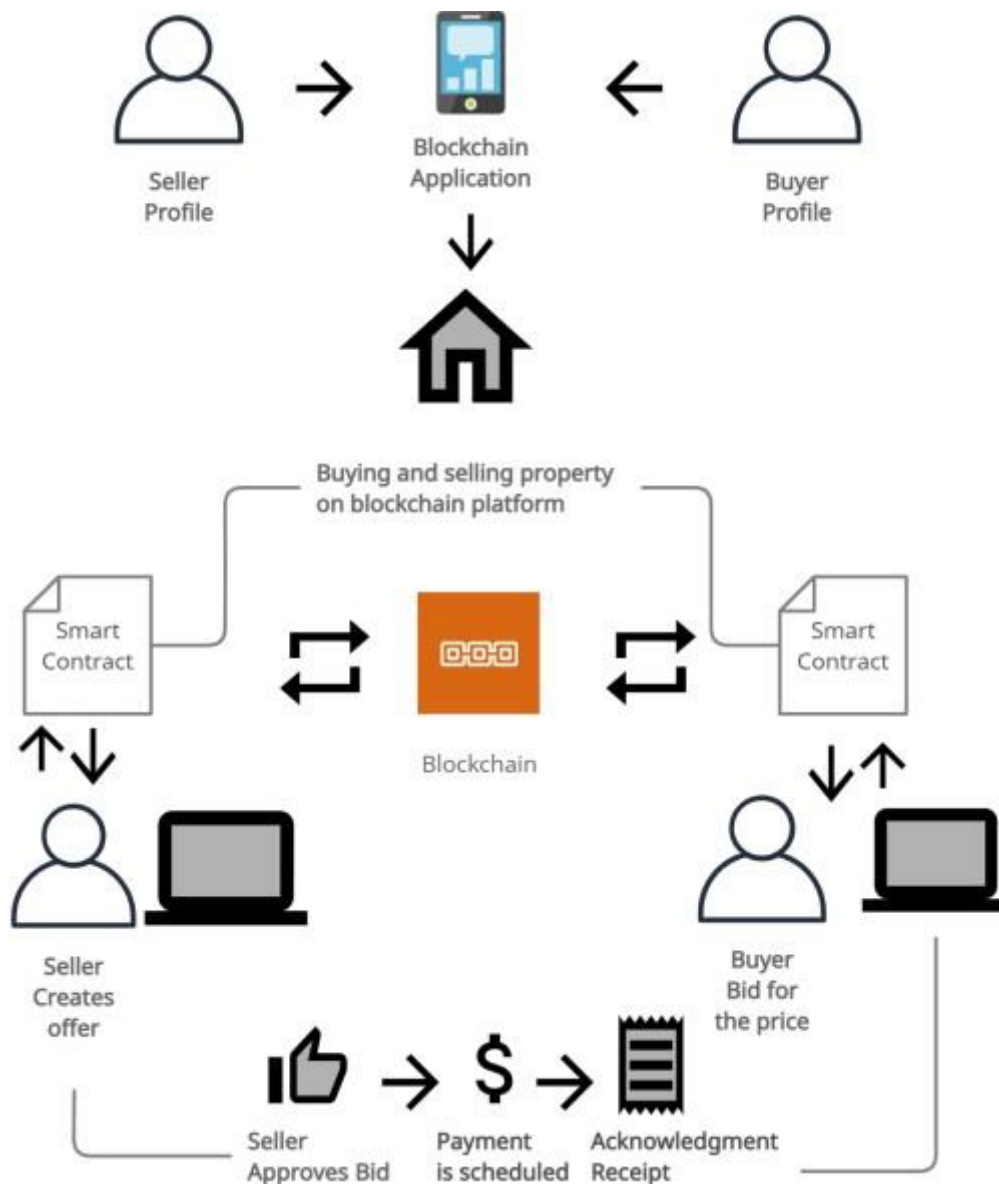 Seller
Profile
Blockchain
Application
Buyer
Profile
Buying and selling property
on blockchain platform
Smart
Contract
Blockchain
Smart
Contract
Seller
Creates
offer
Buyer
Bid for
the price
Seller
Approves Bid
Payment
is scheduled
Acknowledgment
Receipt
$